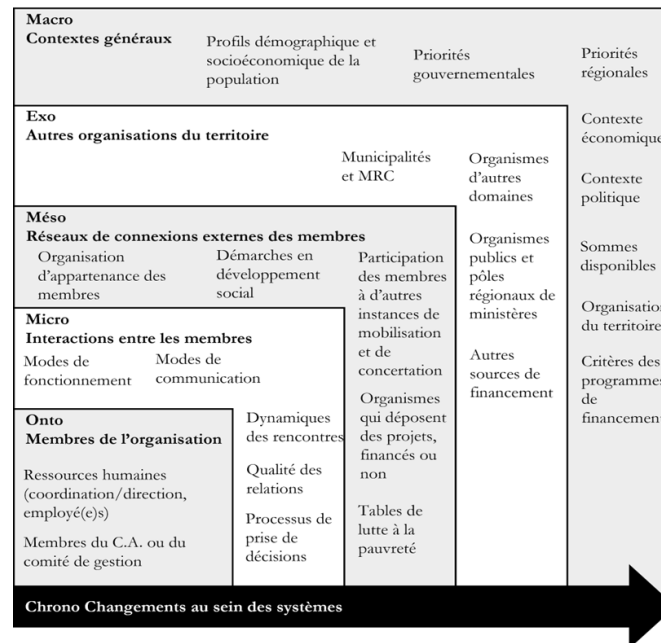 Macro
Contextes généraux
Profils démographique et
socioéconomique de la
population
Priorités
gouvernementales
Priorités
régionales
Contexte
économique
Contexte
politique
Sommes
disponibles
Organisation
du territoire
Critères des
programmes
de
financement
Exo
Autres organisations du territoire
Municipalités
et MRC
Organismes
d'autres
domaines
Organismes
publics et
pôles
régionaux de
ministères
Autres
sources de
financement
Méso
Réseaux de connexions externes des membres
Organisation
d'appartenance des
membres
Démarches en
développement
social
Participation
des membres
à d'autres
instances de
mobilisation
et de
concertation
Organismes
qui déposent
des projets,
financés ou
non
Tables de
lutte à la
pauvreté
Micro
Interactions entre les membres
Modes de
fonctionnement
Modes de
communication
Dynamiques
des rencontres
Qualité des
relations
Processus de
prise de
décisions
Onto
Membres de l'organisation
Ressources humaines
(coordination/direction,
employé(e)s)
Membres du C.A. ou du
comité de gestion
Chrono Changements au sein des systèmes